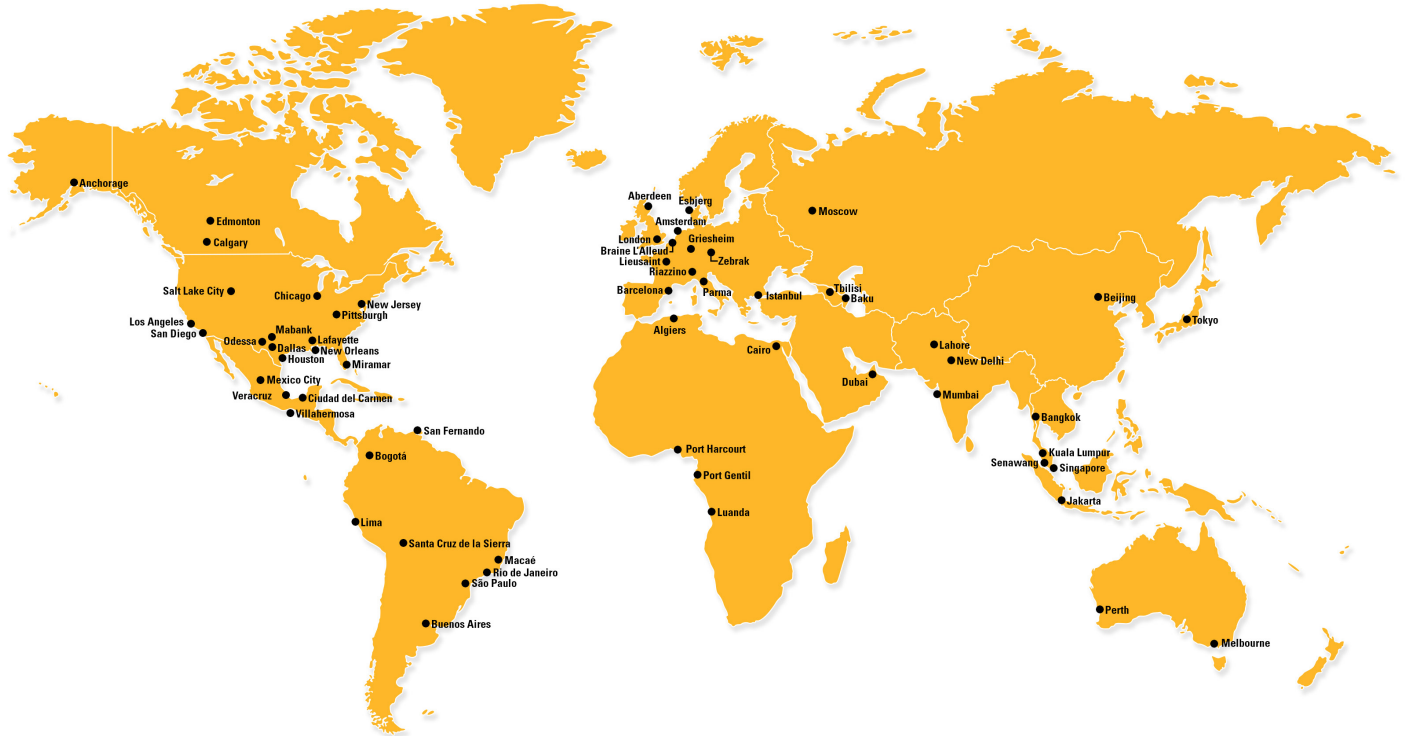 Anchorage
Edmonton
Calgary
Salt Lake City
Chicago
New Jersey
Pittsburgh
Los Angeles
San Diego
Mabank
Odessa
Dallas
Lafayette
New Orleans
Houston
Miramar
Mexico City
Veracruz
Ciudad del Carmen
Villahermosa
San Fernando
Bogotá
Lima
Santa Cruz de la Sierra
Macaé
Rio de Janeiro
São Paulo
Buenos Aires
Aberdeen
Esbjerg
Amsterdam
London
Griesheim
Braine L'Alleud
Lieusaint
Zebrak
Riazzino
Barcelona
Parma
Istanbul
Algiers
Cairo
Moscow
Tbilisi
Baku
Dubai
Port Harcourt
Port Gentil
Luanda
Beijing
Tokyo
Lahore
New Delhi
Mumbai
Bangkok
Kuala Lumpur
Senawang
Singapore
Jakarta
Perth
Melbourne